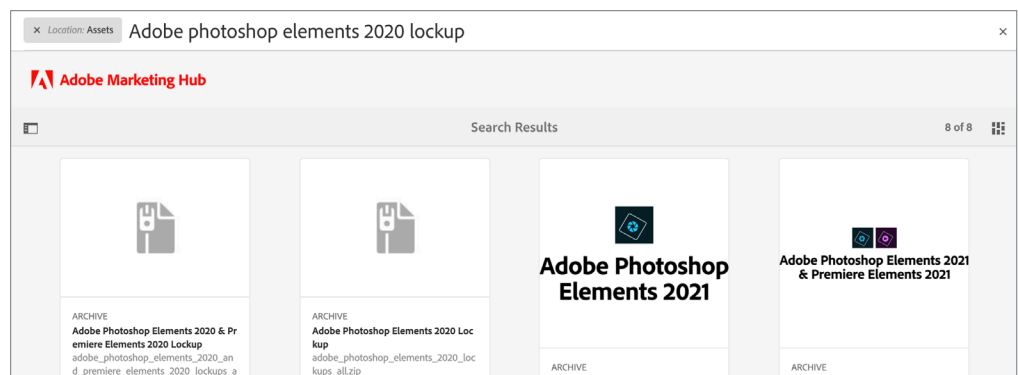 × Location: Assets Adobe photoshop elements 2020 lockup ×
Adobe Marketing Hub
Search Results
8 of 8
Adobe Photoshop
Elements 2021
Adobe Photoshop Elements 2021
& Premiere Elements 2021
ARCHIVE
Adobe Photoshop Elements 2020 & Pr
emiere Elements 2020 Lockup
adobe_photoshop_elements_2020_an
d_premiere_elements_2020_lockups_a
ARCHIVE
Adobe Photoshop Elements 2020 Loc
kup
adobe_photoshop_elements_2020_loc
kups_all.zip
ARCHIVE
ARCHIVE